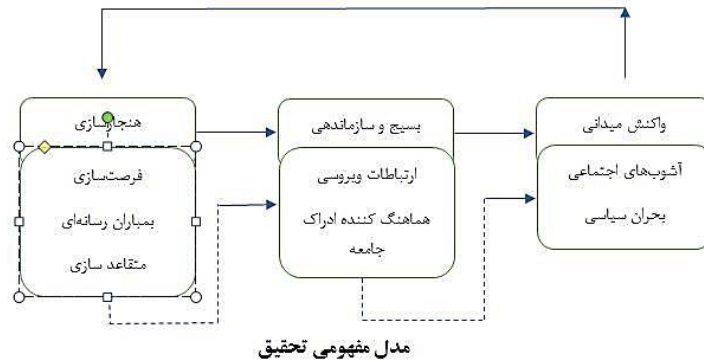 هنجارسازی
فرصت‌سازی
بمباران رسانه‌ای
متقاعد سازی
بسیج و سازماندهی
ارتباطات ویروسی
هماهنگ کننده ادراک
جامعه
واکنش میدانی
آشوب‌های اجتماعی
بحران سیاسی
مدل مفهومی تحقیق